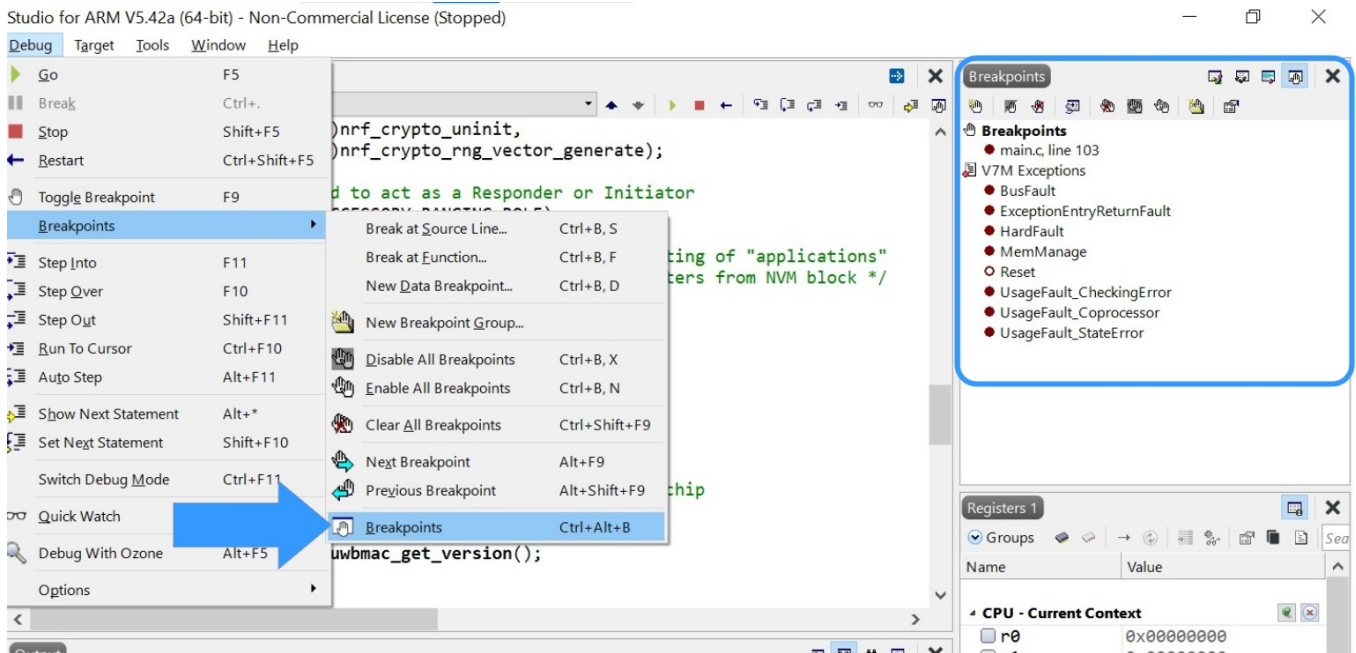 Studio for ARM V5.42a (64-bit) - Non-Commercial License (Stopped)
Debug Target Tools Window Help
Go F5
Break Ctrl+.
Stop Shift+F5
Restart Ctrl+Shift+F5
Toggle Breakpoint F9
Breakpoints
Step Into F11
Step Over F10
Step Out Shift+F11
Run To Cursor Ctrl+F10
Auto Step Alt+F11
Show Next Statement Alt+*
Set Next Statement Shift+F10
Switch Debug Mode Ctrl+F11
Quick Watch
Debug With Ozone Alt+F5
Options
)nrf_crypto_uninit,
)nrf_crypto_rng_vector_generate);
d to act as a Responder or Initiator
ting of "applications"
ters from NVM block */
chip
uwbmac_get_version();
Break at Source Line... Ctrl+B, S
Break at Function... Ctrl+B, F
New Data Breakpoint... Ctrl+B, D
New Breakpoint Group...
Disable All Breakpoints Ctrl+B, X
Enable All Breakpoints Ctrl+B, N
Clear All Breakpoints Ctrl+Shift+F9
Next Breakpoint Alt+F9
Previous Breakpoint Alt+Shift+F9
Breakpoints Ctrl+Alt+B
Breakpoints
Breakpoints
main.c, line 103
V7M Exceptions
BusFault
ExceptionEntryReturnFault
HardFault
MemManage
Reset
UsageFault_CheckingError
UsageFault_Coprocessor
UsageFault_StateError
Registers 1
Groups Sea
Name Value
CPU - Current Context
r0 0x00000000
Output